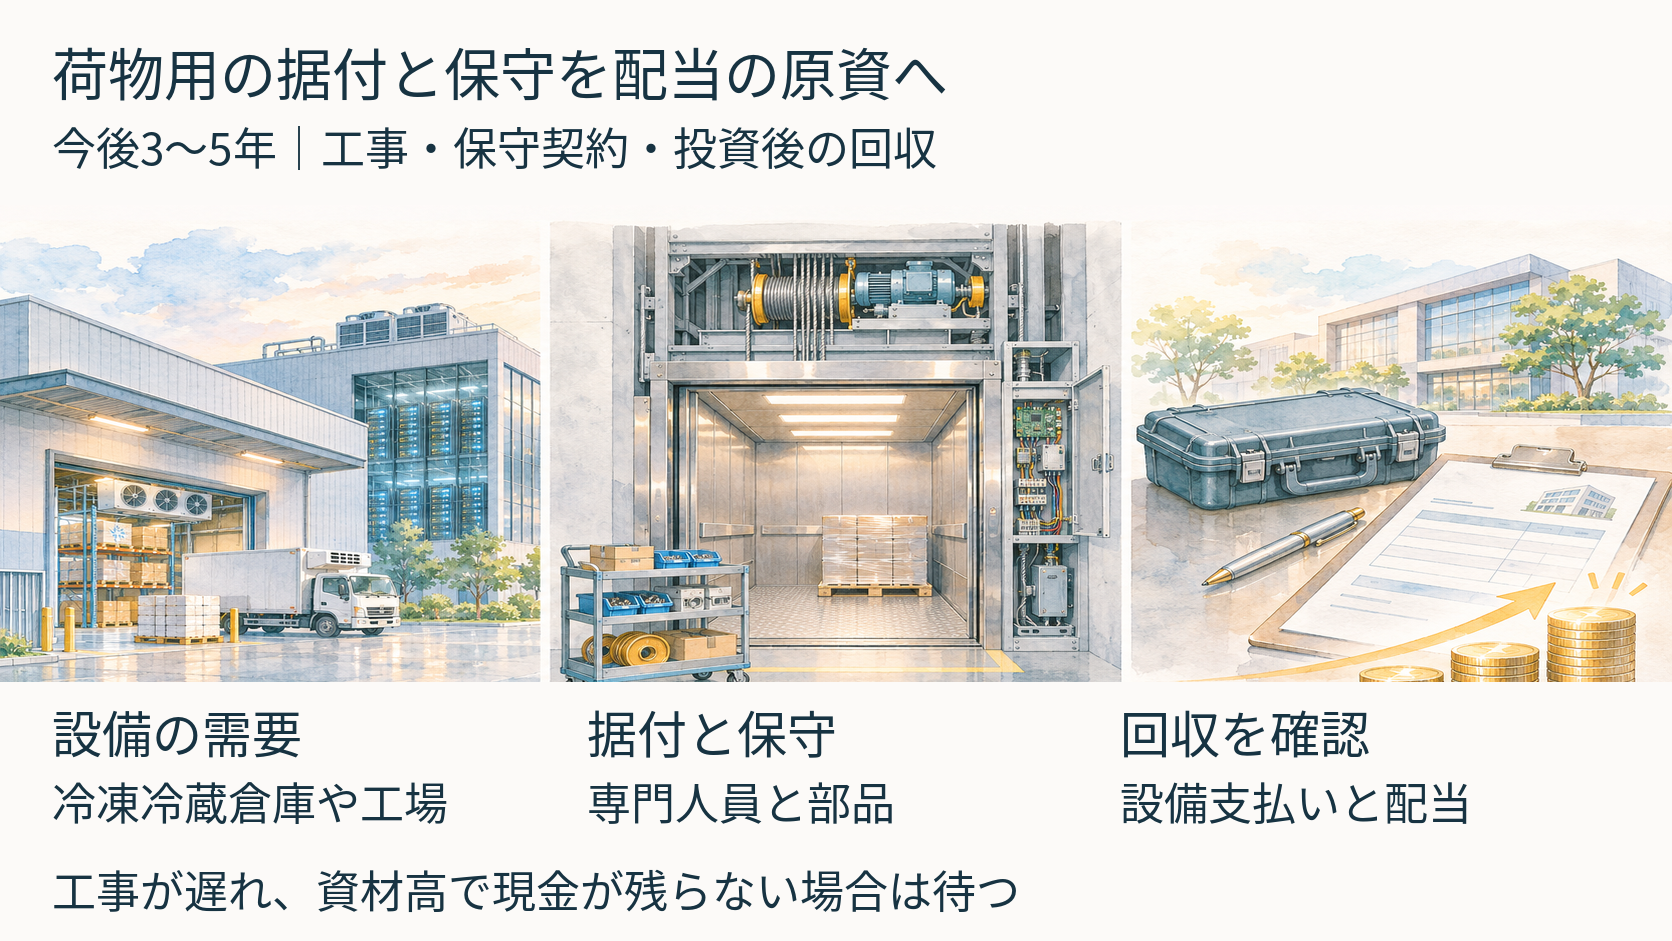 荷物用の据付と保守を配当の原資へ
今後3～5年｜工事・保守契約・投資後の回収
設備の需要
冷凍冷蔵倉庫や工場
据付と保守
専門人員と部品
回収を確認
設備支払いと配当
工事が遅れ、資材高で現金が残らない場合は待つ